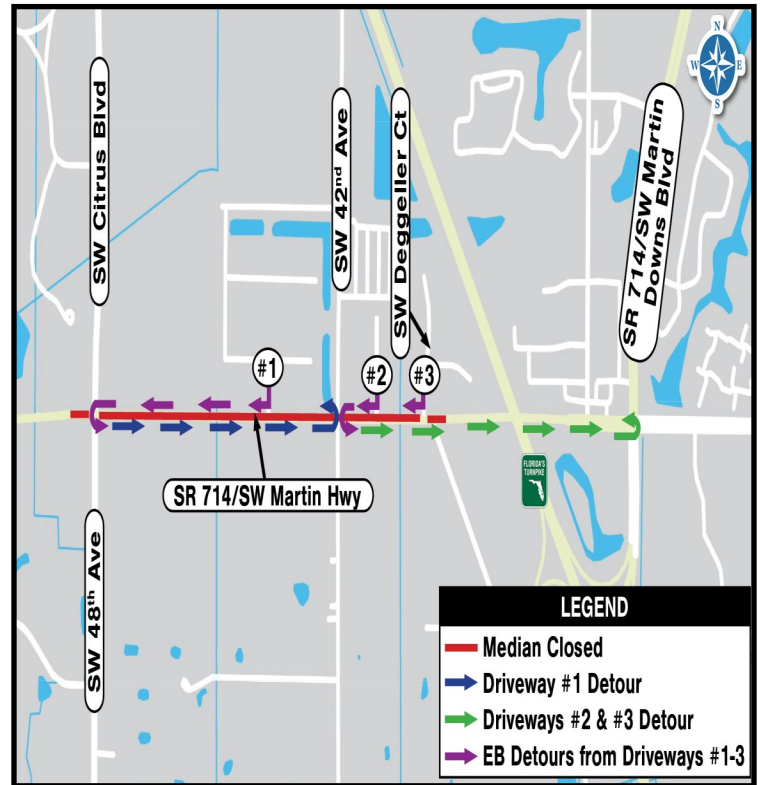 N
W E
S
SW Citrus Blvd
SW 42nd Ave
SW Deggeller Ct
SR 714/SW Martin
Downs Blvd
#1
#2
#3
SR 714/SW Martin Hwy
FLORIDA'S
TURNPIKE
SW 48th Ave
LEGEND
Median Closed
Driveway #1 Detour
Driveways #2 & #3 Detour
EB Detours from Driveways #1-3